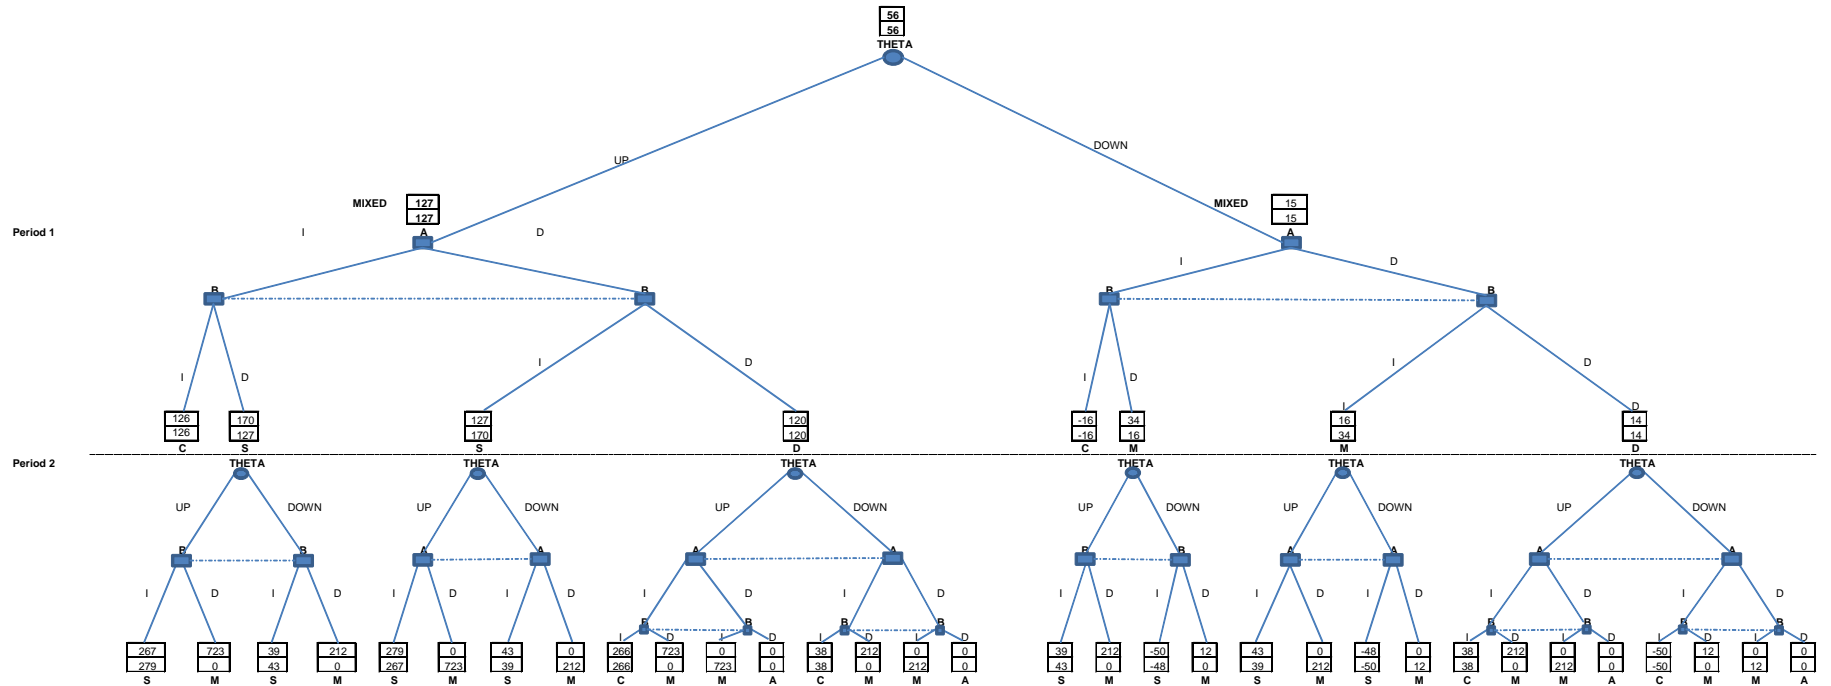 56
56
THETA
UP
DOWN
MIXED 127 MIXED 15
127 15
Period 1 I A D A
I D
B B B B
I D I D
I D I D
I D
126 170 127 120 -16 34 16 14
126 127 170 120 -16 16 34 14
C S S D C M M D
Period 2 THETA THETA THETA THETA THETA THETA
UP DOWN UP DOWN UP DOWN UP DOWN UP DOWN UP DOWN
B B A A A A B B A A A A
I D I D I D I D I D I D I D I D I D I D I D I D
B B B B B B B B
I D I D I D I D I D I D I D I D
267 723 39 212 279 0 43 0 266 723 0 0 38 212 0 0 39 212 -50 12 43 0 -48 0 38 212 0 0 -50 12 0 0
279 0 43 0 267 723 39 212 266 0 723 0 38 0 212 0 43 0 -48 0 39 212 -50 12 38 0 212 0 -50 0 12 0
S M S M S M S M C M M A C M M A S M S M S M S M C M M A C M M A